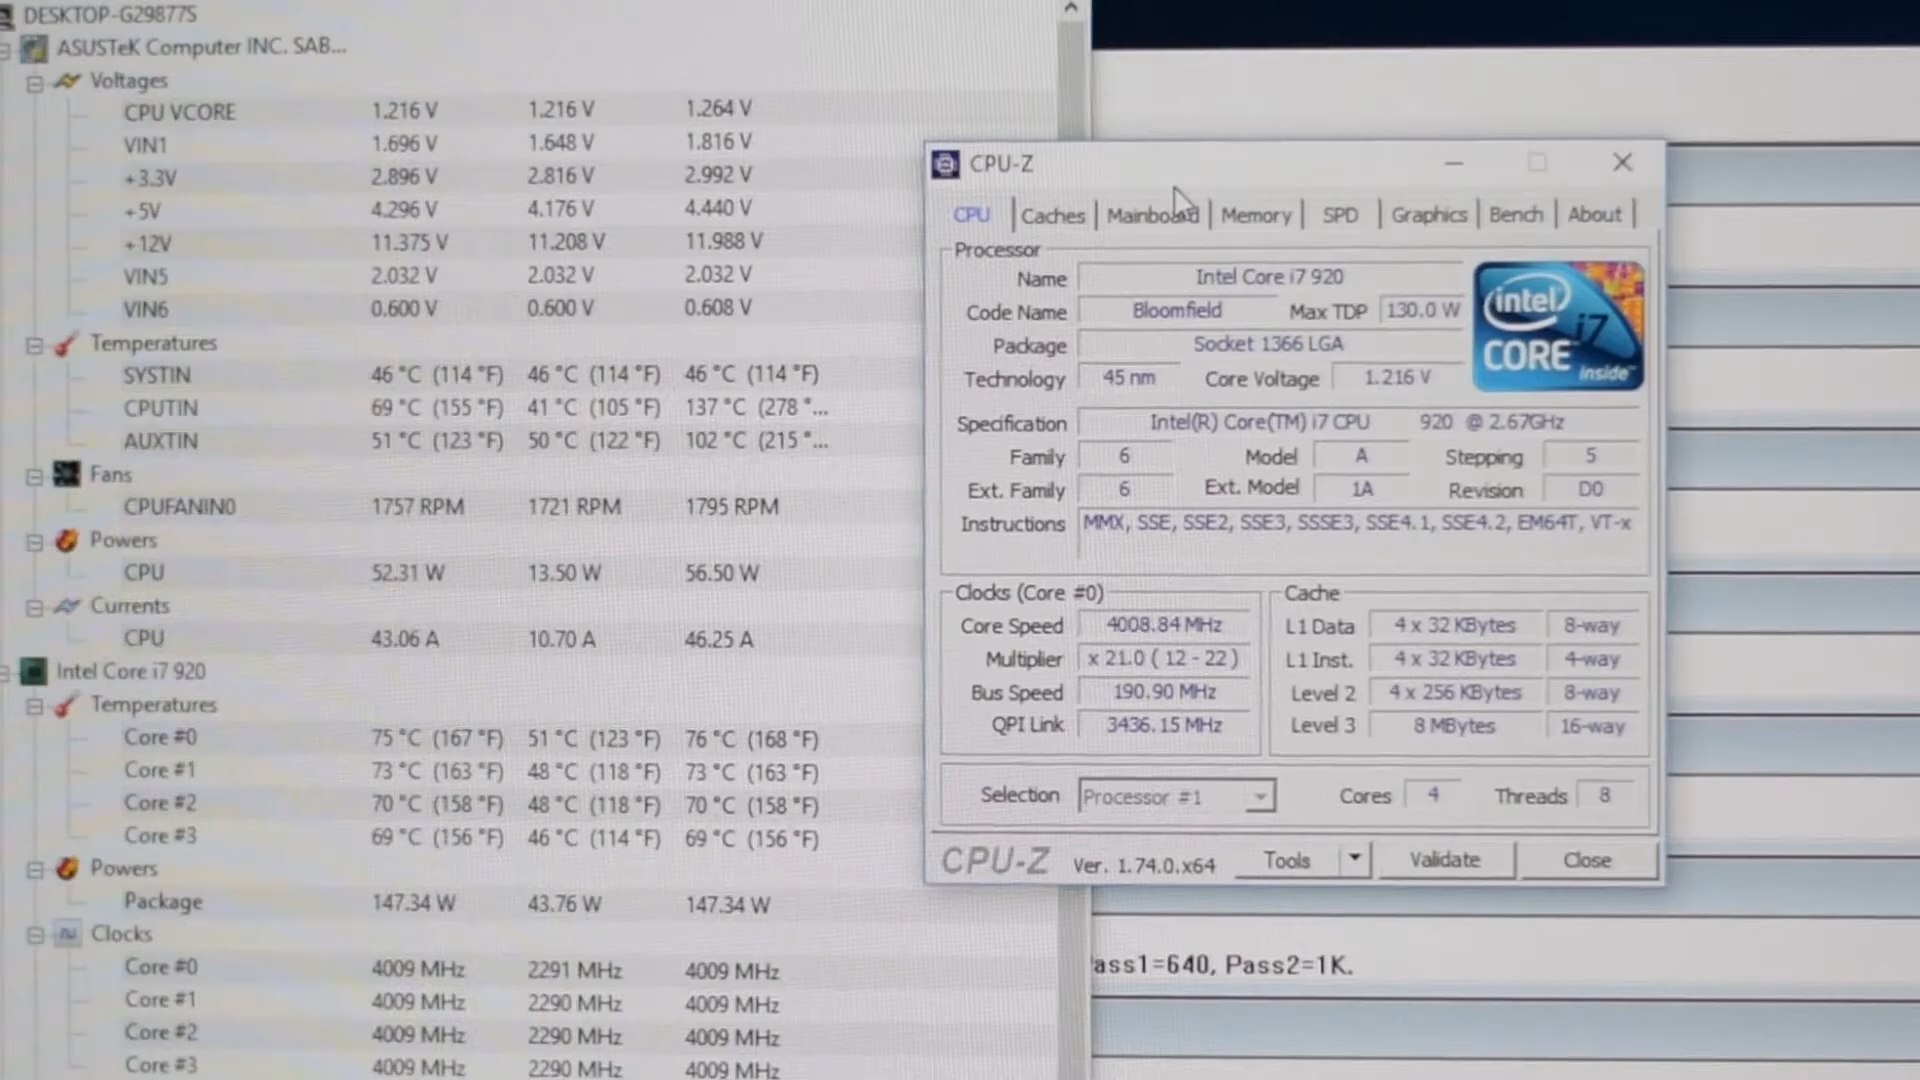 DESKTOP-G29877S
ASUSTeK Computer INC. SAB...
Voltages
CPU VCORE 1.216 V 1.216 V 1.264 V
VIN1 1.696 V 1.648 V 1.816 V
+3.3V 2.896 V 2.816 V 2.992 V
+5V 4.296 V 4.176 V 4.440 V
+12V 11.375 V 11.208 V 11.988 V
VIN5 2.032 V 2.032 V 2.032 V
VIN6 0.600 V 0.600 V 0.608 V
Temperatures
SYSTIN 46 °C (114 °F) 46 °C (114 °F) 46 °C (114 °F)
CPUTIN 69 °C (155 °F) 41 °C (105 °F) 137 °C (278 °...
AUXTIN 51 °C (123 °F) 50 °C (122 °F) 102 °C (215 °...
Fans
CPUFANIN0 1757 RPM 1721 RPM 1795 RPM
Powers
CPU 52.31 W 13.50 W 56.50 W
Currents
CPU 43.06 A 10.70 A 46.25 A
Intel Core i7 920
Temperatures
Core #0 75 °C (167 °F) 51 °C (123 °F) 76 °C (168 °F)
Core #1 73 °C (163 °F) 48 °C (118 °F) 73 °C (163 °F)
Core #2 70 °C (158 °F) 48 °C (118 °F) 70 °C (158 °F)
Core #3 69 °C (156 °F) 46 °C (114 °F) 69 °C (156 °F)
Powers
Package 147.34 W 43.76 W 147.34 W
Clocks
Core #0 4009 MHz 2291 MHz 4009 MHz
Core #1 4009 MHz 2290 MHz 4009 MHz
Core #2 4009 MHz 2290 MHz 4009 MHz
Core #3 4009 MHz 2290 MHz 4009 MHz
CPU-Z
CPU Caches Mainboard Memory SPD Graphics Bench About
Processor
Name Intel Core i7 920
Code Name Bloomfield Max TDP 130.0 W
Package Socket 1366 LGA
Technology 45 nm Core Voltage 1.216 V
intel
CORE i7
inside™
Specification Intel(R) Core(TM) i7 CPU 920 @ 2.67GHz
Family 6 Model A Stepping 5
Ext. Family 6 Ext. Model 1A Revision D0
Instructions MMX, SSE, SSE2, SSE3, SSSE3, SSE4.1, SSE4.2, EM64T, VT-x
Clocks (Core #0)
Core Speed 4008.84 MHz
Multiplier x 21.0 ( 12 - 22 )
Bus Speed 190.90 MHz
QPI Link 3436.15 MHz
Cache
L1 Data 4 x 32 KBytes 8-way
L1 Inst. 4 x 32 KBytes 4-way
Level 2 4 x 256 KBytes 8-way
Level 3 8 MBytes 16-way
Selection Processor #1 Cores 4 Threads 8
CPU-Z Ver. 1.74.0.x64 Tools Validate Close
ass1=640, Pass2=1K.